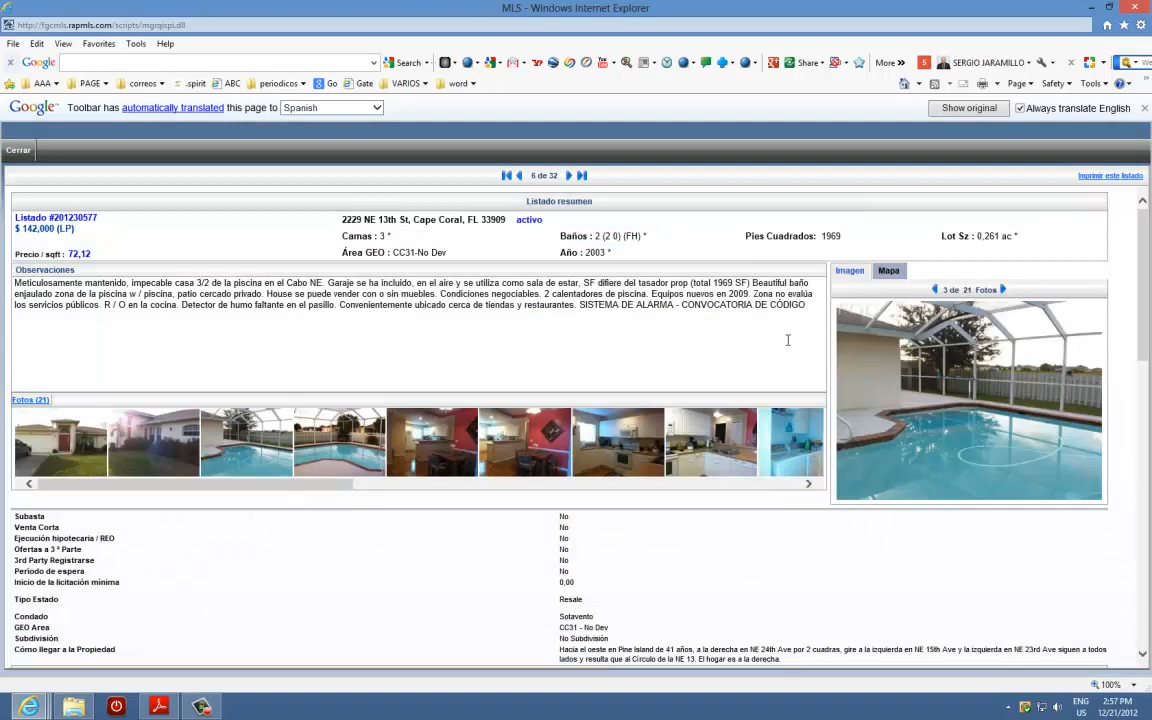 MLS - Windows Internet Explorer
http://fgcmls.rapmls.com/scripts/mgrqispi.dll
File Edit View Favorites Tools Help
Google Search Share More » 5 SERGIO JARAMILLO
AAA PAGE correos .spirit ABC periodicos Go Gate VARIOS word Page Safety Tools
Google Toolbar has automatically translated this page to Spanish Show original Always translate English
Cerrar
6 de 32 Imprimir este listado
Listado resumen
Listado #201230577
$ 142,000 (LP)
Precio / sqft : 72,12
2229 NE 13th St, Cape Coral, FL 33909 activo
Camas : 3 * Baños : 2 (2 0) (FH) * Pies Cuadrados: 1969 Lot Sz : 0,261 ac *
Área GEO : CC31-No Dev Año : 2003 *
Observaciones
Meticulosamente mantenido, impecable casa 3/2 de la piscina en el Cabo NE. Garaje se ha incluido, en el aire y se utiliza como sala de estar, SF difiere del tasador prop (total 1969 SF) Beautiful baño
enjaulado zona de la piscina w / piscina, patio cercado privado. House se puede vender con o sin muebles. Condiciones negociables. 2 calentadores de piscina. Equipos nuevos en 2009. Zona no evalúa
los servicios públicos. R / O en la cocina. Detector de humo faltante en el pasillo. Convenientemente ubicado cerca de tiendas y restaurantes. SISTEMA DE ALARMA - CONVOCATORIA DE CÓDIGO
Imagen Mapa
3 de 21 Fotos
Fotos (21)
Subasta No
Venta Corta No
Ejecución hipotecaria / REO No
Ofertas a 3 ª Parte No
3rd Party Registrarse No
Período de espera No
Inicio de la licitación mínima 0,00
Tipo Estado Resale
Condado Sotavento
GEO Area CC31 - No Dev
Subdivisión No Subdivisión
Cómo llegar a la Propiedad Hacia el oeste en Pine Island de 41 años, a la derecha en NE 24th Ave por 2 cuadras, gire a la izquierda en NE 15th Ave y la izquierda en NE 23rd Ave siguen a todos
lados y resulta que al Círculo de la NE 13. El hogar es a la derecha.
100%
ENG 2:57 PM
US 12/21/2012